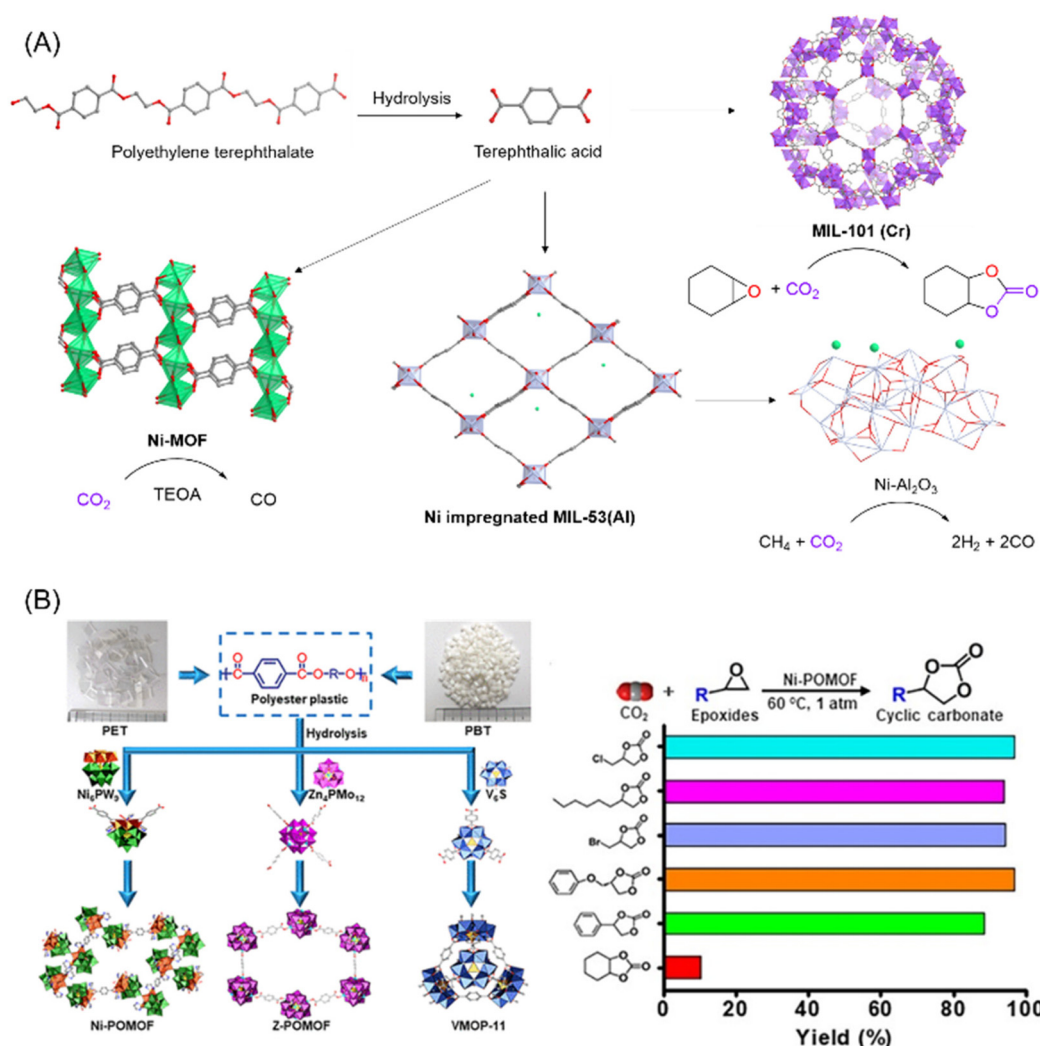 (A)
Hydrolysis
Polyethylene terephthalate
Terephthalic acid
MIL-101 (Cr)
O
+ CO₂
O
O
O
Ni-MOF
CO₂
TEOA
CO
Ni impregnated MIL-53(Al)
Ni-Al₂O₃
CH₄ + CO₂
2H₂ + 2CO
(B)
O
O
C
C-O-R-O
n
Polyester plastic
PET
PBT
Hydrolysis
Ni₆PW₉
Zn₄PMo₁₂
V₆S
Ni-POMOF
Z-POMOF
VMOP-11
CO₂
+
R
O
Epoxides
Ni-POMOF
60 °C, 1 atm
R
O
O
O
Cyclic carbonate
Cl
O
O
O
O
O
O
Br
O
O
O
O
O
O
O
O
O
O
O
O
O
0
20
40
60
80
100
Yield (%)